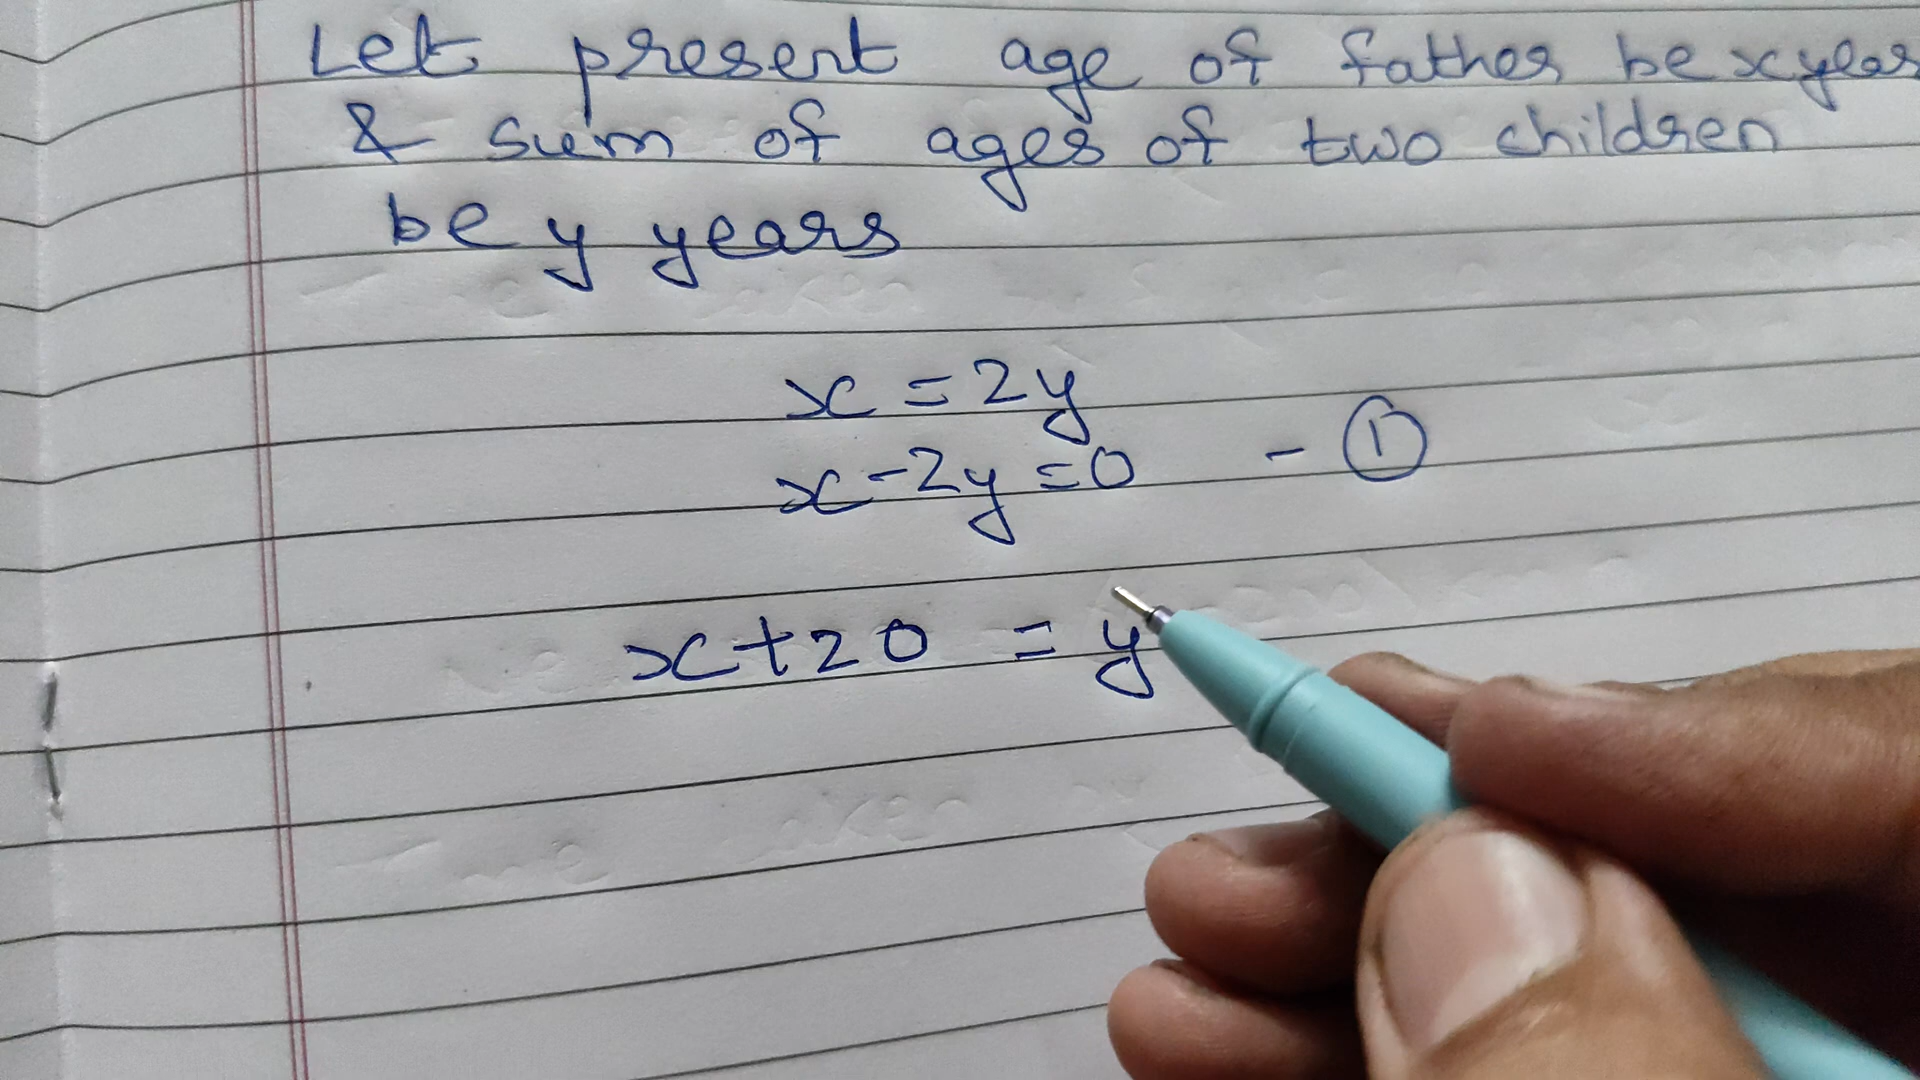 Let present age of father be x year
& sum of ages of two children
be y years
x = 2y
x - 2y = 0 - ①
x + 20 = y